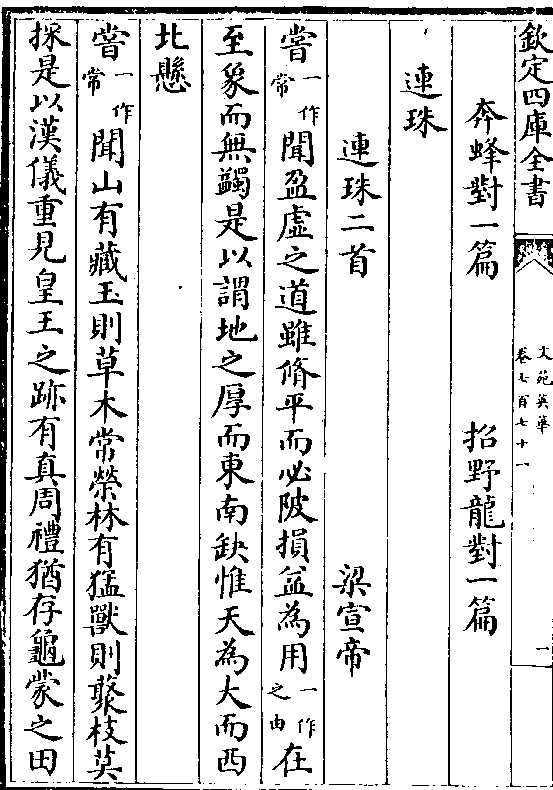 欽定四庫全書
文苑英華
卷七百七十一
一
奔蜂對一篇　招野龍對一篇
連珠
連珠二首　梁宣帝
嘗一作常聞盈虛之道雖脩平而必陂損益為用一作之由在
至象而無蠲是以謂地之厚而東南缺惟天為大而西
北懸
嘗一作常聞山有藏玉則草木常榮林有猛獸則藂枝莫
採是以漢儀重見皇王之跡有真周禮猶存龜蒙之田